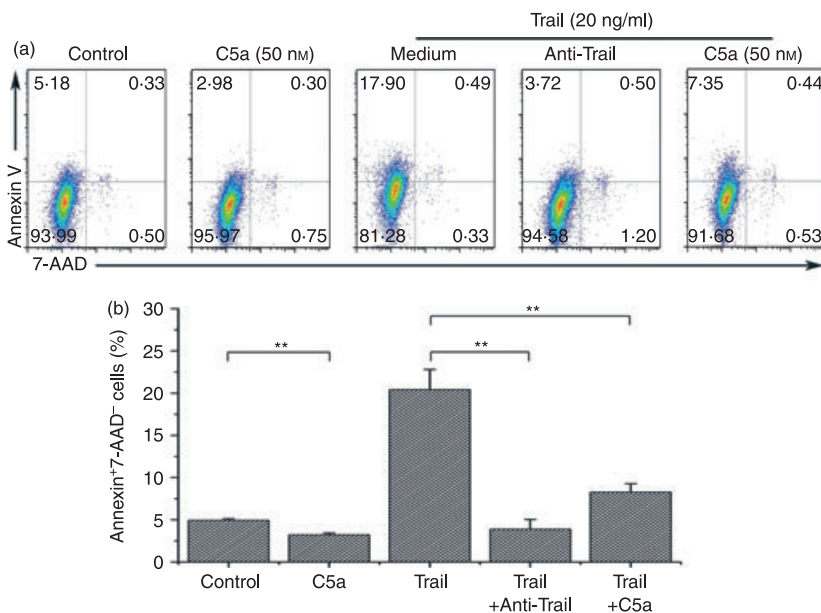 Trail (20 ng/ml)
(a)
Control C5a (50 nM) Medium Anti-Trail C5a (50 nM)
5·18 0·33 2·98 0·30 17·90 0·49 3·72 0·50 7·35 0·44
Annexin V
93·99 0·50 95·97 0·75 81·28 0·33 94·58 1·20 91·68 0·53
7-AAD
(b)
Annexin⁺7-AAD⁻ cells (%)
30
25
20
15
10
5
0
** ** **
Control C5a Trail Trail +Anti-Trail Trail +C5a